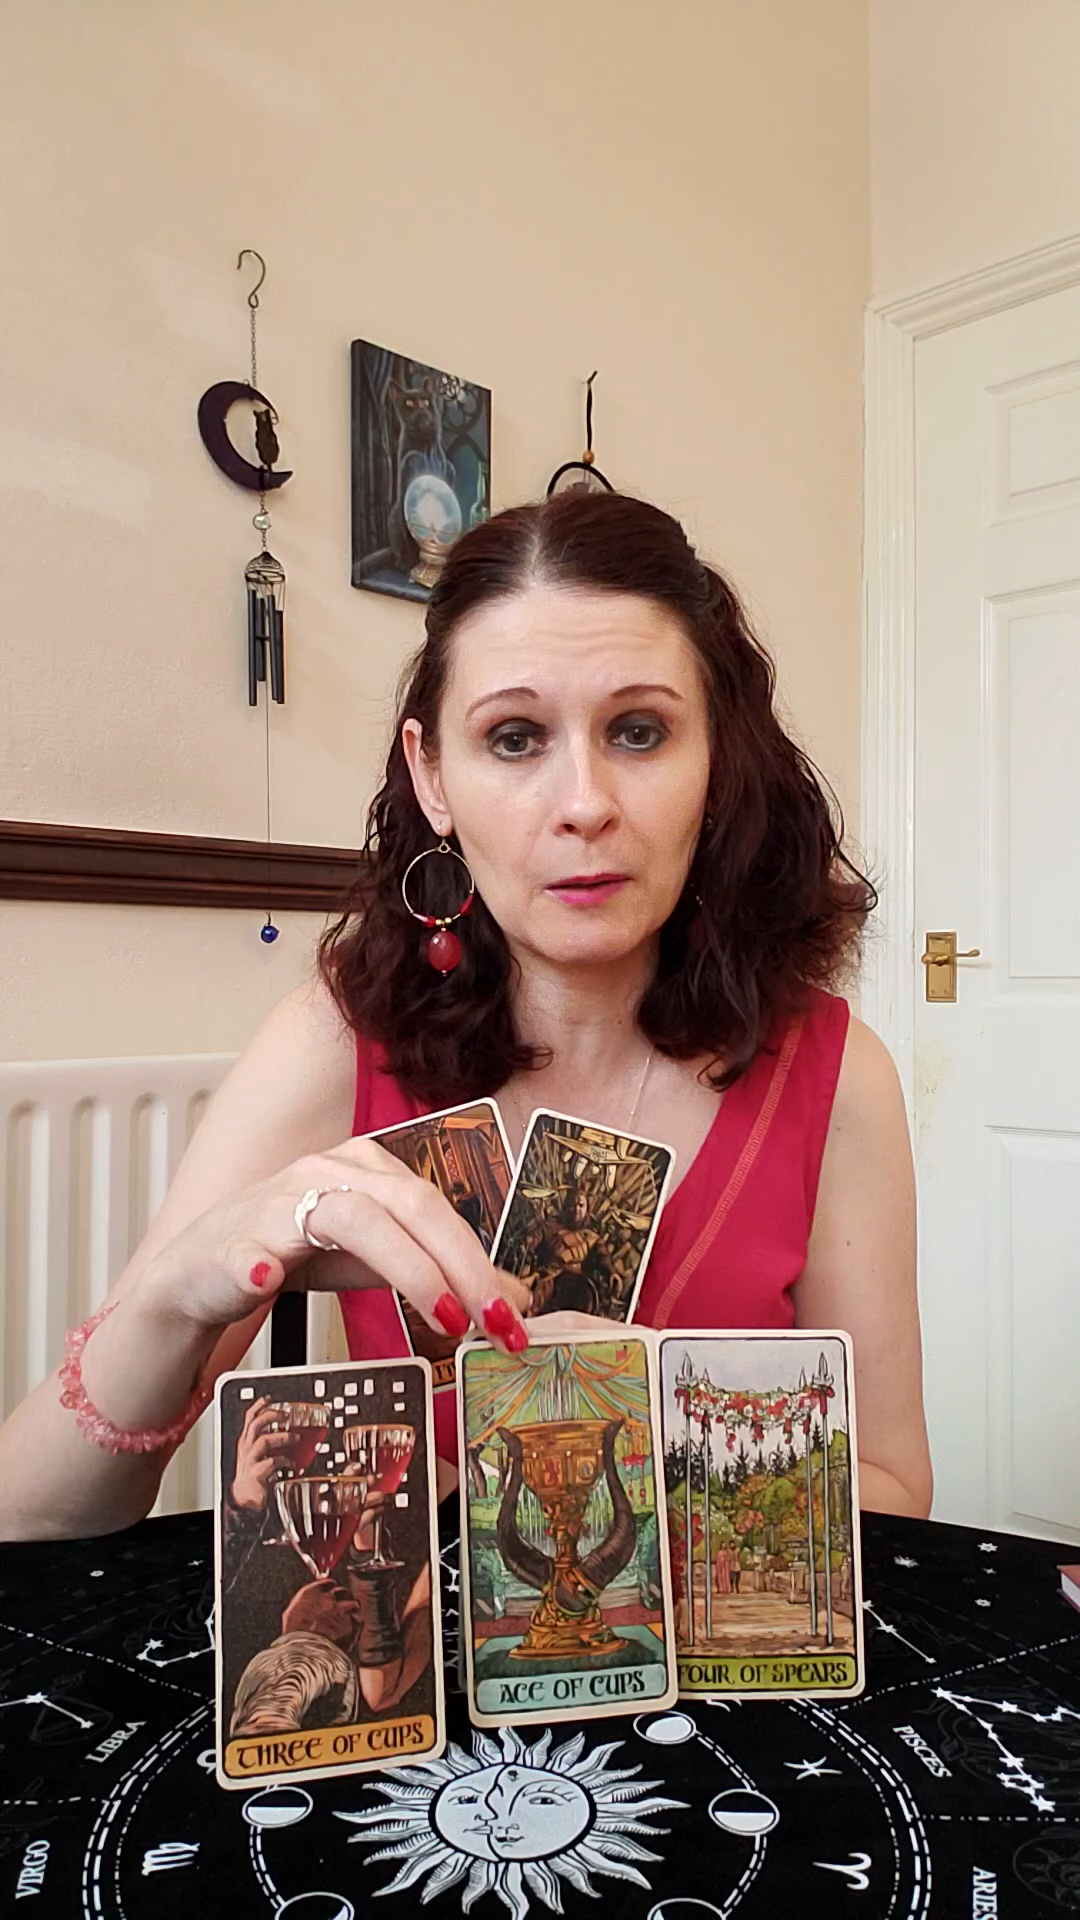 THREE OF CUPS
ACE OF CUPS
FOUR OF SPEARS
LIBRA
PISCES
VIRGO
ARIES